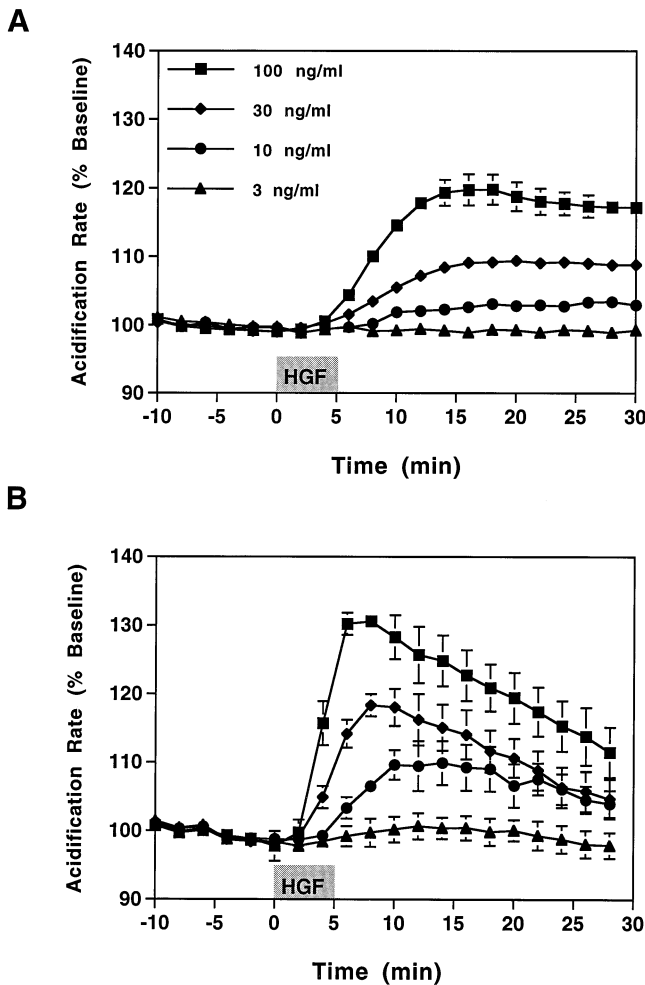 A
Acidification Rate (% Baseline)
140
130
120
110
100
90
100 ng/ml
30 ng/ml
10 ng/ml
3 ng/ml
HGF
-10 -5 0 5 10 15 20 25 30
Time (min)
B
Acidification Rate (% Baseline)
140
130
120
110
100
90
HGF
-10 -5 0 5 10 15 20 25 30
Time (min)